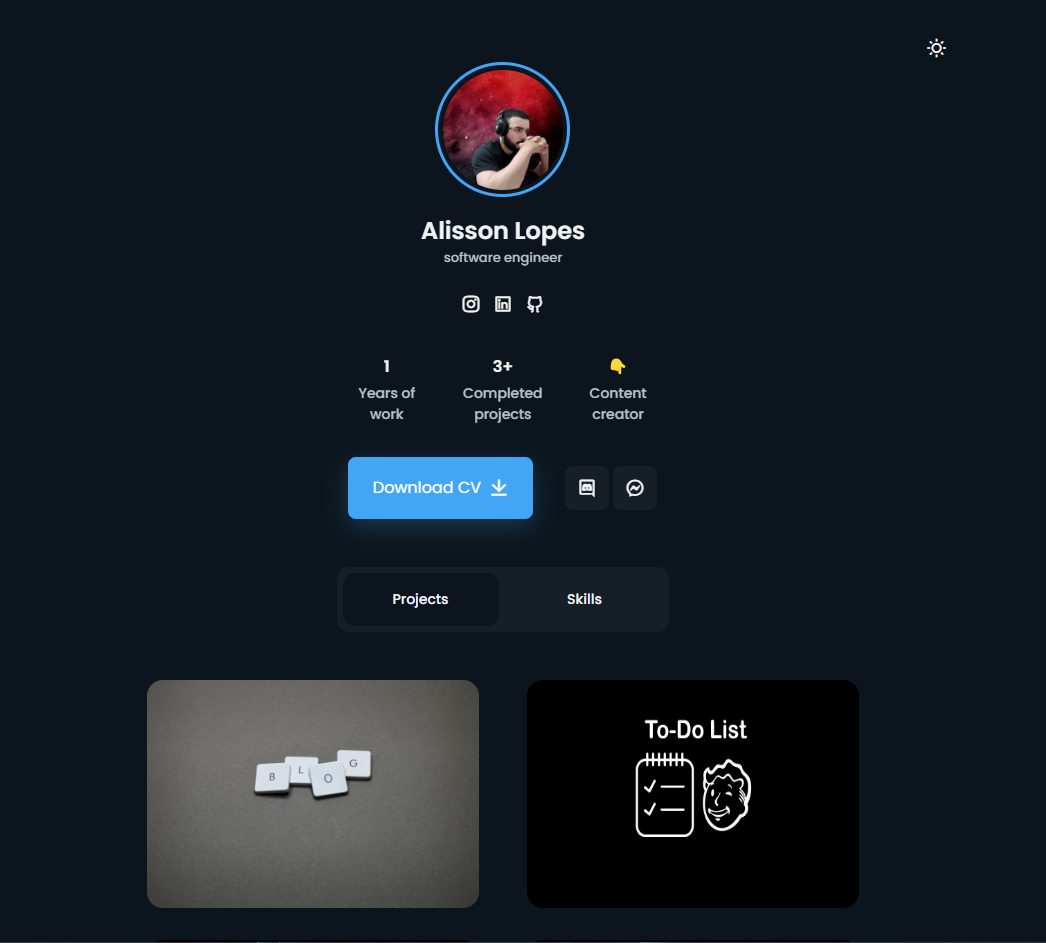 Alisson Lopes
software engineer
1
Years of
work
3+
Completed
projects
👇
Content
creator
Download CV
Projects
Skills
B L O G
To-Do List